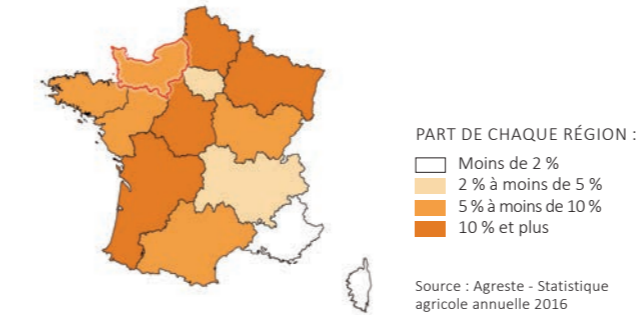 PART DE CHAQUE RÉGION :
Moins de 2 %
2 % à moins de 5 %
5 % à moins de 10 %
10 % et plus
Source : Agreste - Statistique
agricole annuelle 2016